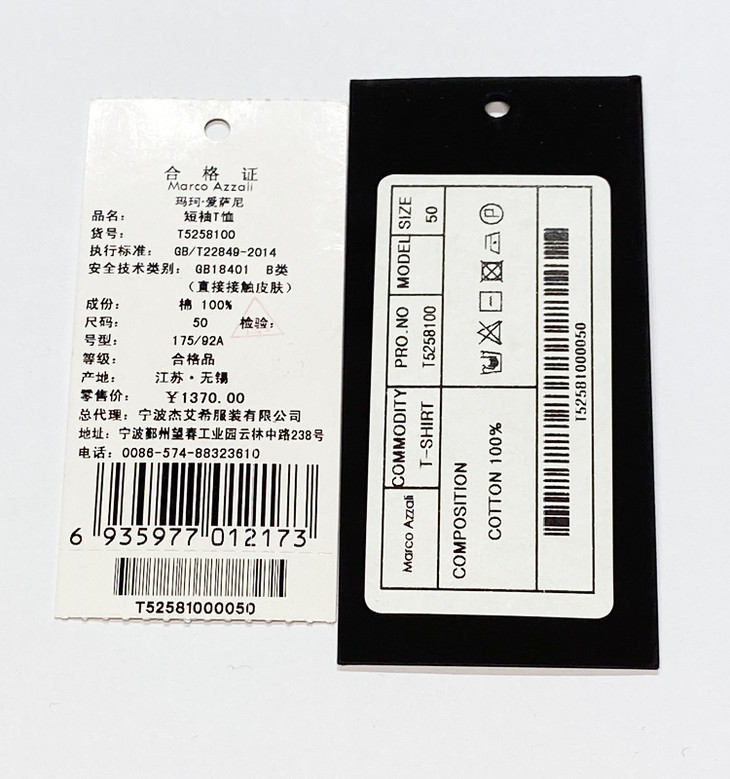 合格证
Marco Azzali
玛珂·爱萨尼
品名： 短袖T恤
货号： T5258100
执行标准： GB/T22849-2014
安全技术类别： GB18401 B类
（直接接触皮肤）
成份： 棉 100%
尺码： 50 检验：
号型： 175/92A
等级： 合格品
产地： 江苏·无锡
零售价： ￥1370.00
总代理：宁波杰艾希服装有限公司
地址：宁波鄞州望春工业园云林中路238号
电话：0086-574-88323610
6 935977 012173
T52581000050
Marco Azzali
COMMODITY
T-SHIRT
PRO.NO
T5258100
MODEL SIZE
50
COMPOSITION
COTTON 100%
P
T52581000050